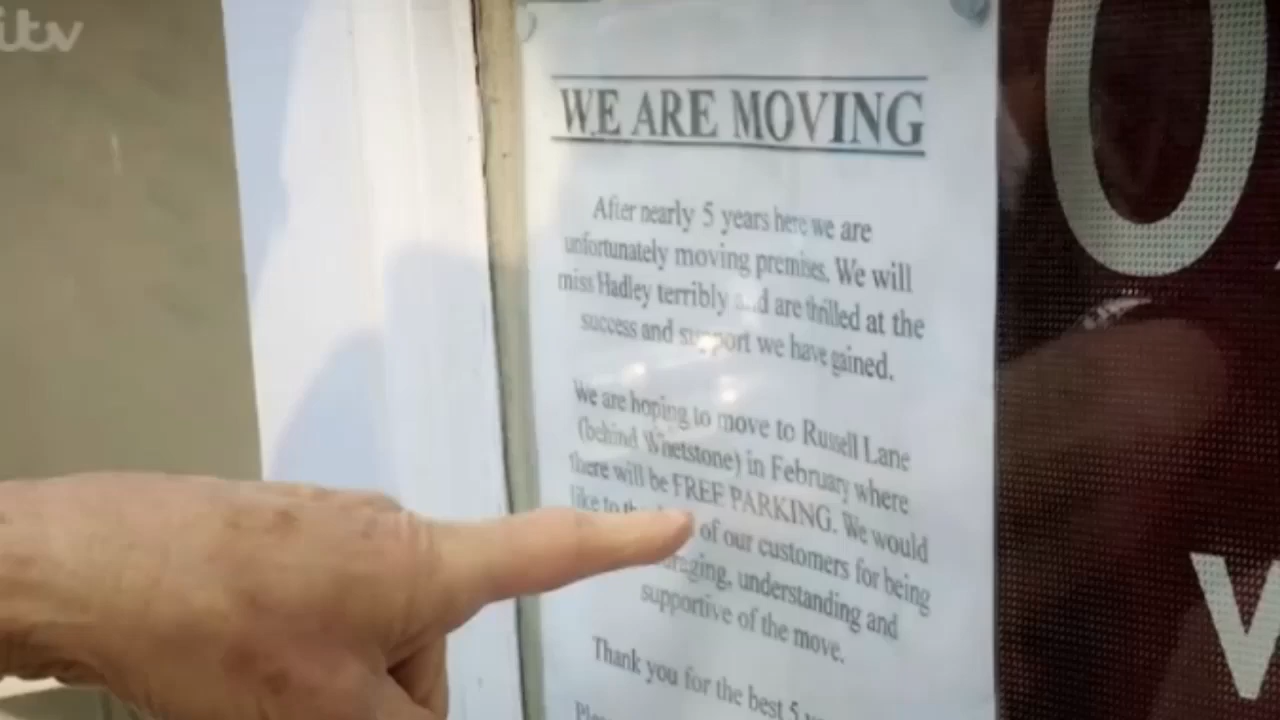 itv
WE ARE MOVING
After nearly 5 years here we are
unfortunately moving premises. We will
miss Hadley terribly and are thrilled at the
success and support we have gained.
We are hoping to move to Russell Lane
(behind Whetstone) in February where
there will be FREE PARKING. We would
like to of our customers for being
understanding and
supportive of the move.
Thank you for the best 5
O
W